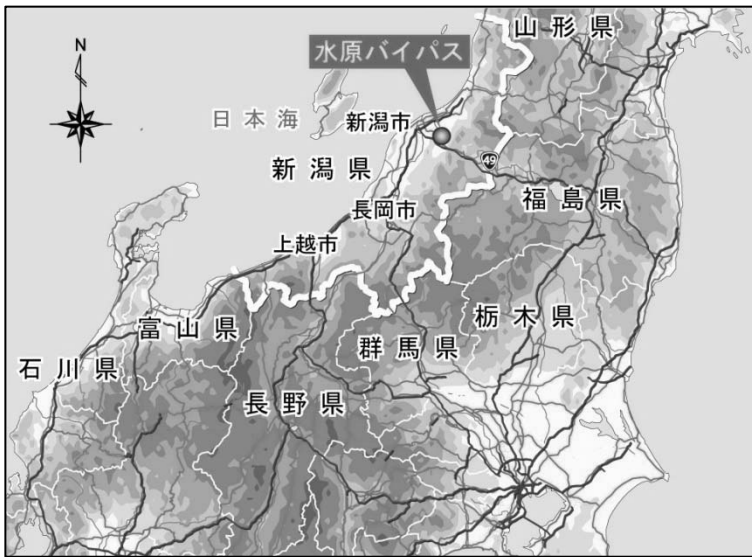 山形県
N
水原バイパス
日本海
新潟市
新潟県
49
福島県
長岡市
上越市
栃木県
富山県
群馬県
石川県
長野県